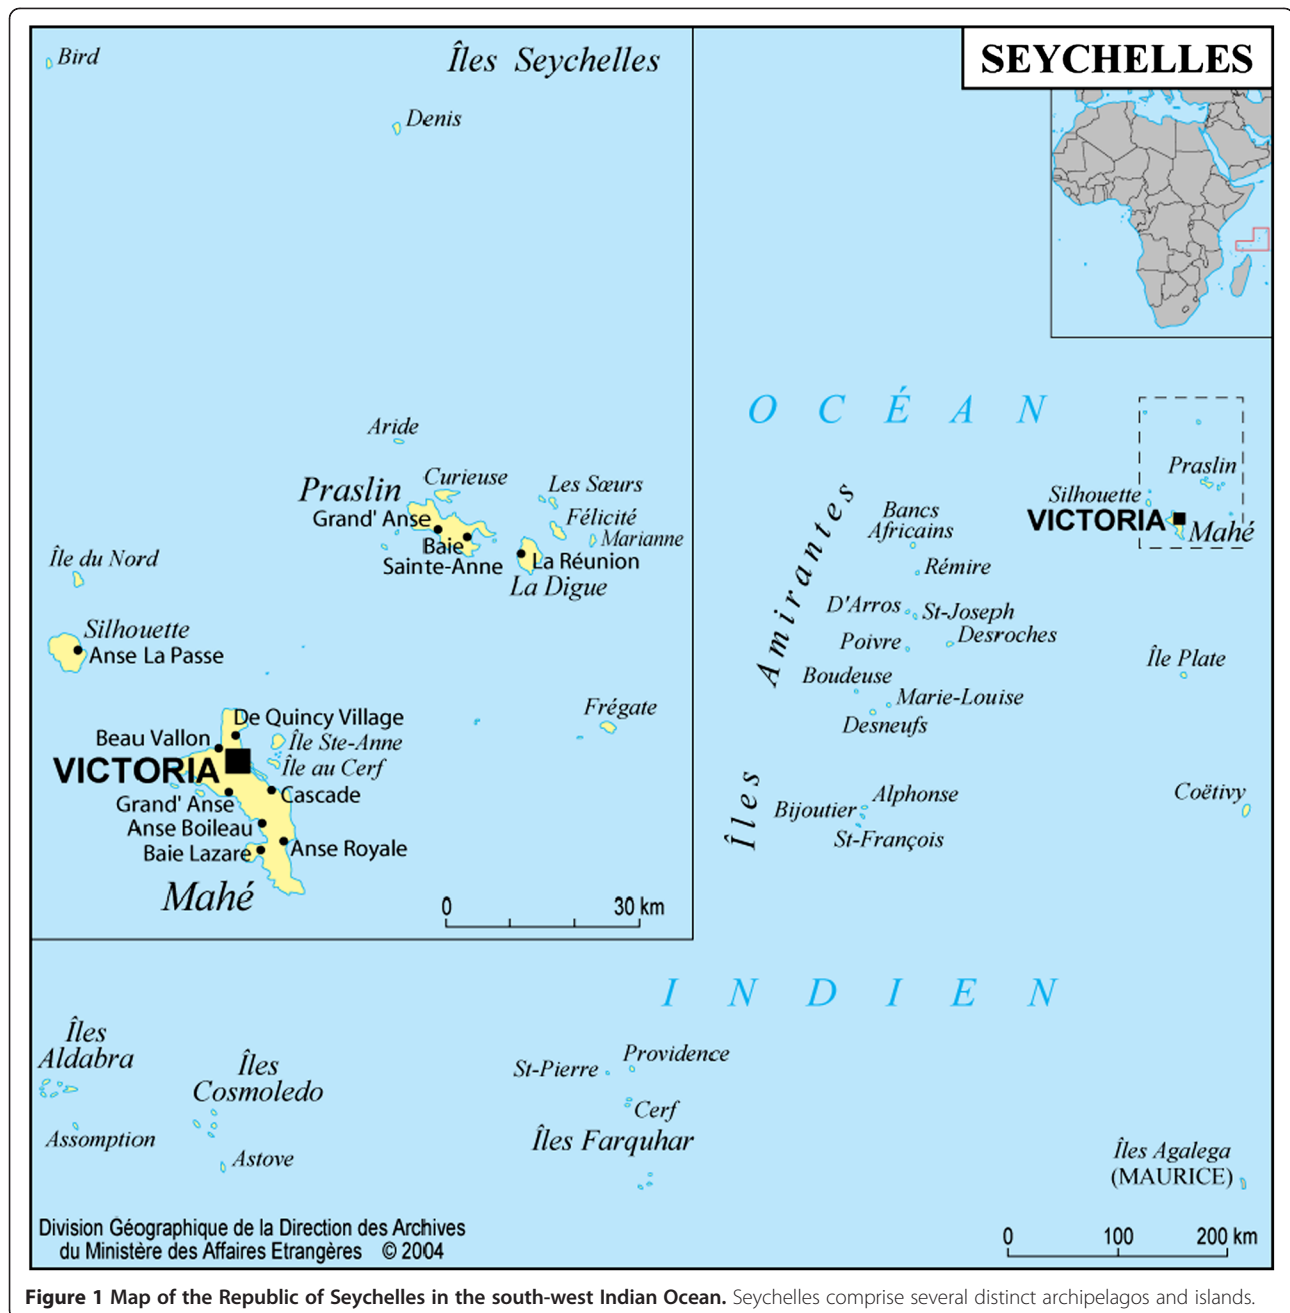 SEYCHELLES
Îles Seychelles
Bird
Denis
Aride
Praslin
Curieuse
Les Sœurs
Grand' Anse
Félicité
Marianne
Baie
Sainte-Anne
La Réunion
La Digue
Île du Nord
Silhouette
Anse La Passe
Frégate
De Quincy Village
Beau Vallon
Île Ste-Anne
VICTORIA
Île au Cerf
Cascade
Grand' Anse
Anse Boileau
Baie Lazare
Anse Royale
Mahé
0 30 km
OCÉAN
Praslin
Silhouette
VICTORIA
Mahé
Îles Amirantes
Bancs
Africains
Rémire
D'Arros
St-Joseph
Poivre
Desroches
Boudeuse
Marie-Louise
Desneufs
Île Plate
Alphonse
Bijoutier
St-François
Coëtivy
INDIEN
Îles
Aldabra
Îles
Cosmoledo
Assomption
Astove
St-Pierre
Providence
Cerf
Îles Farquhar
Îles Agalega
(MAURICE)
Division Géographique de la Direction des Archives
du Ministère des Affaires Etrangères © 2004
0 100 200 km
Figure 1 Map of the Republic of Seychelles in the south-west Indian Ocean. Seychelles comprise several distinct archipelagos and islands.